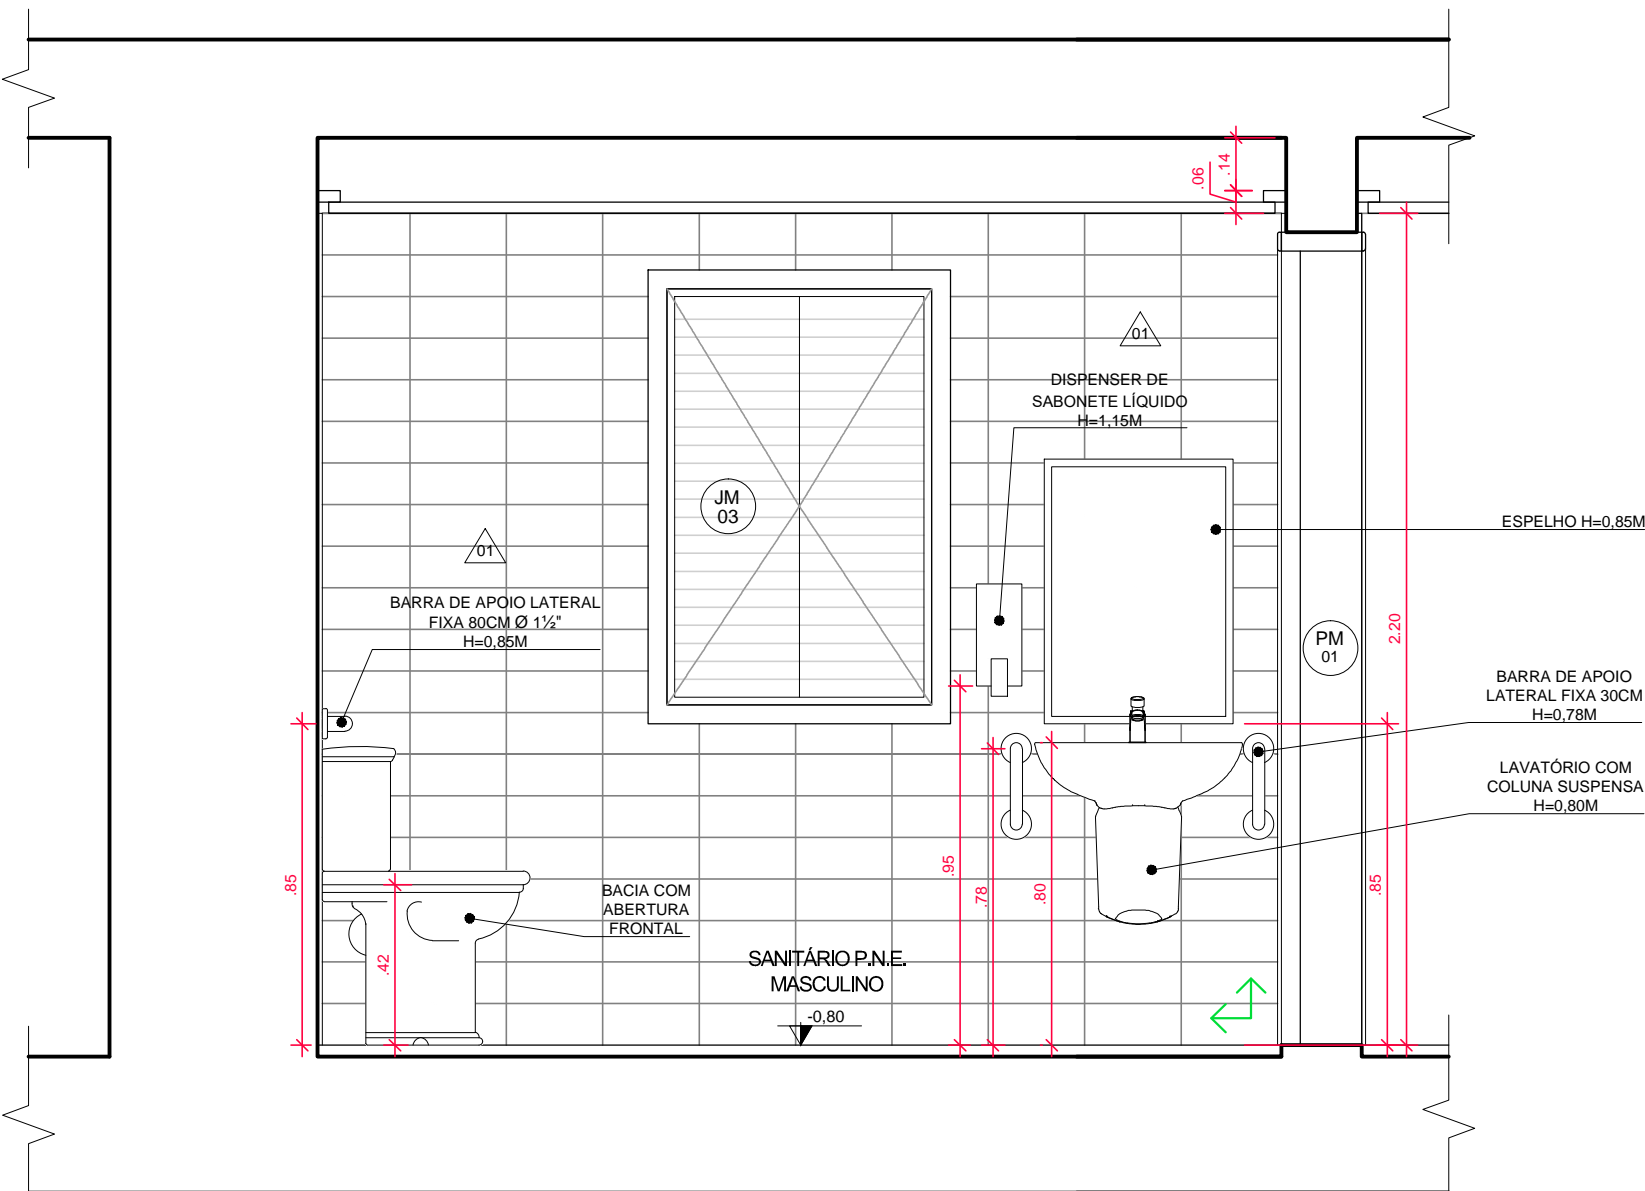 .14
.06
01
DISPENSER DE
SABONETE LÍQUIDO
H=1,15M
JM
03
ESPELHO H=0,85M
01
BARRA DE APOIO LATERAL
FIXA 80CM Ø 1½"
H=0,85M
2.20
PM
01
BARRA DE APOIO
LATERAL FIXA 30CM
H=0,78M
LAVATÓRIO COM
COLUNA SUSPENSA
H=0,80M
.85
.42
BACIA COM
ABERTURA
FRONTAL
.95
.78
.80
.85
SANITÁRIO P.N.E.
MASCULINO
-0,80